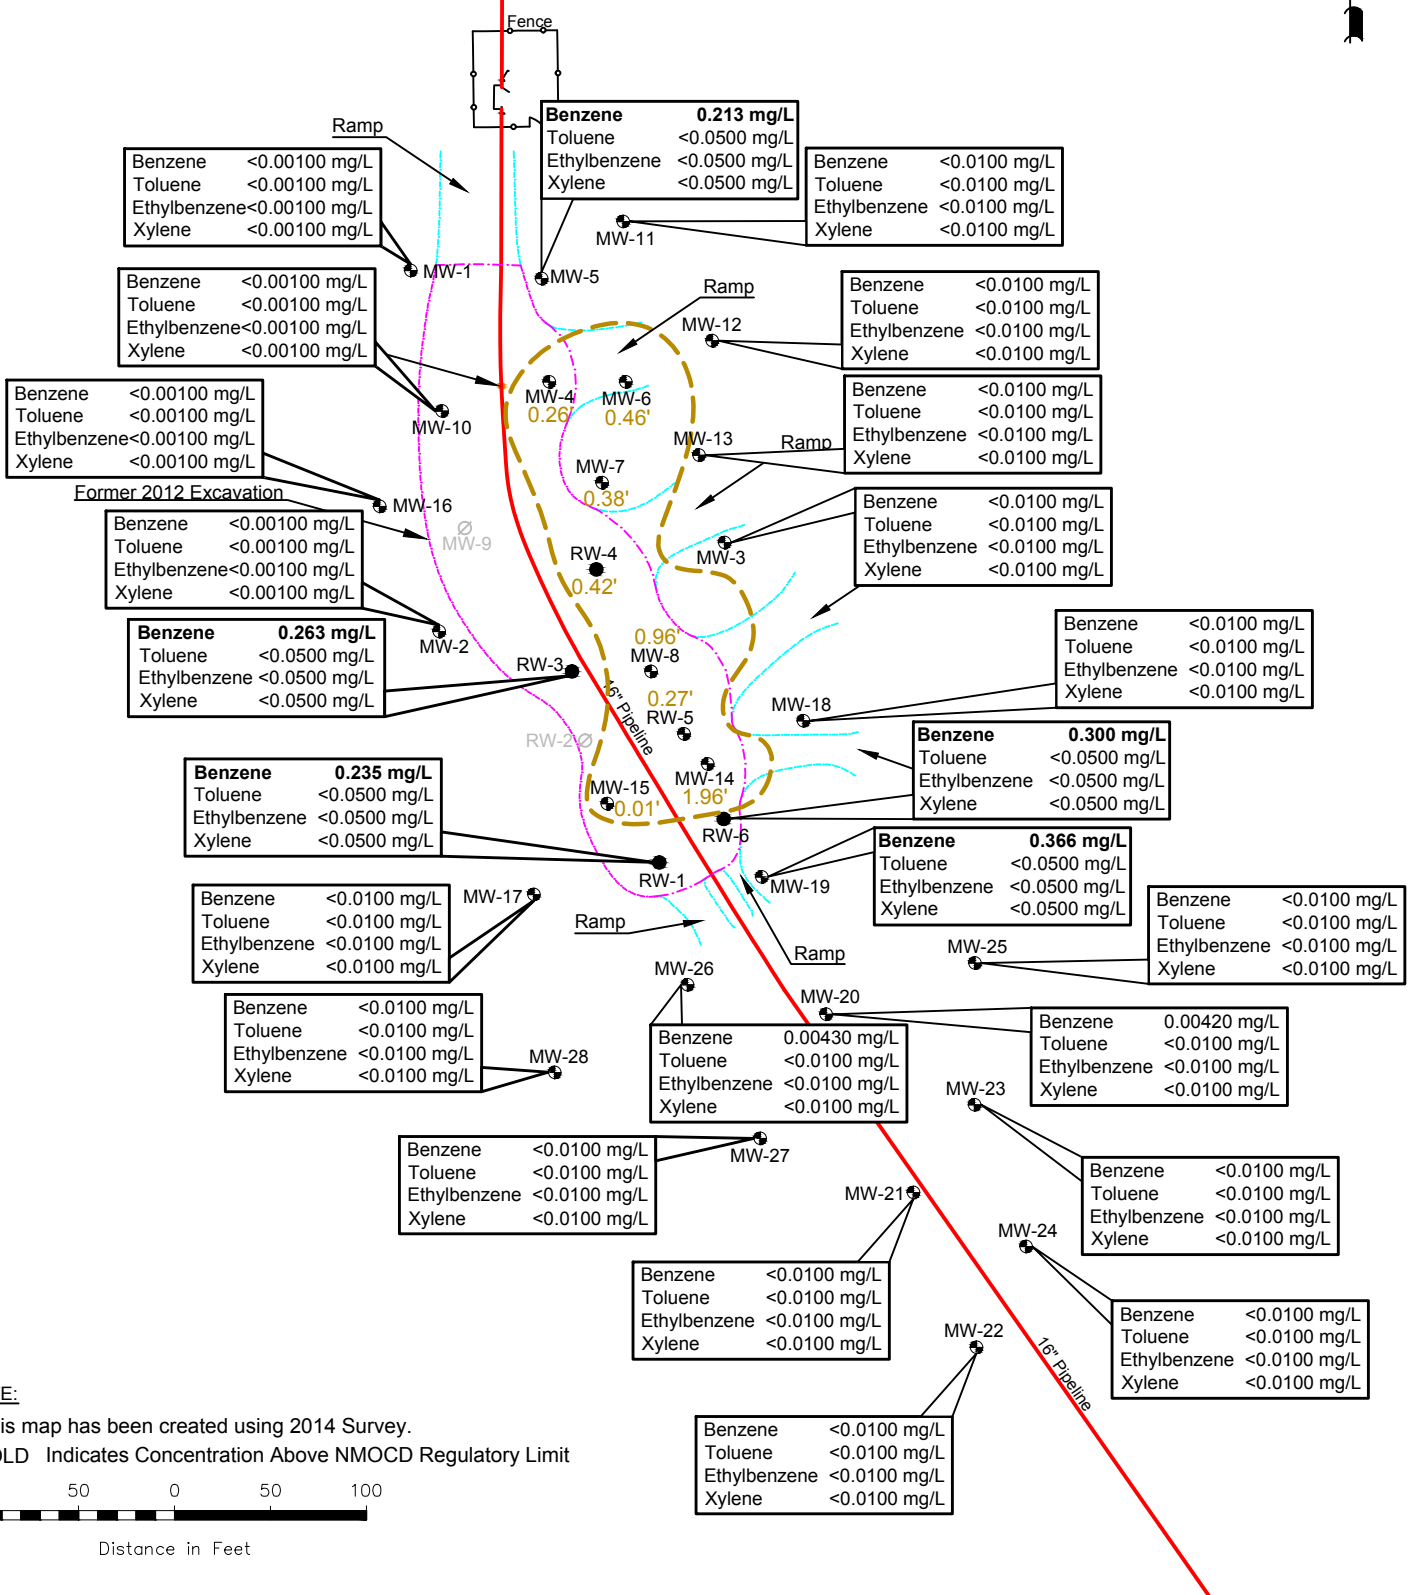 Fence
Ramp
Benzene 0.213 mg/L
Toluene <0.0500 mg/L
Ethylbenzene <0.0500 mg/L
Xylene <0.0500 mg/L
Benzene <0.00100 mg/L
Toluene <0.00100 mg/L
Ethylbenzene <0.00100 mg/L
Xylene <0.00100 mg/L
Benzene <0.0100 mg/L
Toluene <0.0100 mg/L
Ethylbenzene <0.0100 mg/L
Xylene <0.0100 mg/L
MW-11
MW-1
MW-5
Benzene <0.00100 mg/L
Toluene <0.00100 mg/L
Ethylbenzene <0.00100 mg/L
Xylene <0.00100 mg/L
Ramp
MW-12
Benzene <0.0100 mg/L
Toluene <0.0100 mg/L
Ethylbenzene <0.0100 mg/L
Xylene <0.0100 mg/L
MW-4
0.26'
MW-6
0.46'
MW-10
Benzene <0.00100 mg/L
Toluene <0.00100 mg/L
Ethylbenzene <0.00100 mg/L
Xylene <0.00100 mg/L
MW-13
Ramp
Benzene <0.0100 mg/L
Toluene <0.0100 mg/L
Ethylbenzene <0.0100 mg/L
Xylene <0.0100 mg/L
MW-7
0.38'
Former 2012 Excavation
MW-16
MW-9
Benzene <0.00100 mg/L
Toluene <0.00100 mg/L
Ethylbenzene <0.00100 mg/L
Xylene <0.00100 mg/L
RW-4
0.42'
MW-3
Benzene <0.0100 mg/L
Toluene <0.0100 mg/L
Ethylbenzene <0.0100 mg/L
Xylene <0.0100 mg/L
MW-2
Benzene 0.263 mg/L
Toluene <0.0500 mg/L
Ethylbenzene <0.0500 mg/L
Xylene <0.0500 mg/L
RW-3
0.96'
MW-8
0.27'
RW-5
16" Pipeline
MW-18
Benzene <0.0100 mg/L
Toluene <0.0100 mg/L
Ethylbenzene <0.0100 mg/L
Xylene <0.0100 mg/L
RW-2
MW-14
1.96'
MW-15
0.01'
Benzene 0.300 mg/L
Toluene <0.0500 mg/L
Ethylbenzene <0.0500 mg/L
Xylene <0.0500 mg/L
RW-6
Benzene 0.235 mg/L
Toluene <0.0500 mg/L
Ethylbenzene <0.0500 mg/L
Xylene <0.0500 mg/L
RW-1
MW-19
Benzene 0.366 mg/L
Toluene <0.0500 mg/L
Ethylbenzene <0.0500 mg/L
Xylene <0.0500 mg/L
MW-17
Benzene <0.0100 mg/L
Toluene <0.0100 mg/L
Ethylbenzene <0.0100 mg/L
Xylene <0.0100 mg/L
Ramp
Ramp
MW-25
Benzene <0.0100 mg/L
Toluene <0.0100 mg/L
Ethylbenzene <0.0100 mg/L
Xylene <0.0100 mg/L
MW-26
MW-20
Benzene <0.0100 mg/L
Toluene <0.0100 mg/L
Ethylbenzene <0.0100 mg/L
Xylene <0.0100 mg/L
MW-28
Benzene 0.00430 mg/L
Toluene <0.0100 mg/L
Ethylbenzene <0.0100 mg/L
Xylene <0.0100 mg/L
Benzene 0.00420 mg/L
Toluene <0.0100 mg/L
Ethylbenzene <0.0100 mg/L
Xylene <0.0100 mg/L
MW-23
Benzene <0.0100 mg/L
Toluene <0.0100 mg/L
Ethylbenzene <0.0100 mg/L
Xylene <0.0100 mg/L
MW-27
MW-21
Benzene <0.0100 mg/L
Toluene <0.0100 mg/L
Ethylbenzene <0.0100 mg/L
Xylene <0.0100 mg/L
MW-24
Benzene <0.0100 mg/L
Toluene <0.0100 mg/L
Ethylbenzene <0.0100 mg/L
Xylene <0.0100 mg/L
Benzene <0.0100 mg/L
Toluene <0.0100 mg/L
Ethylbenzene <0.0100 mg/L
Xylene <0.0100 mg/L
MW-22
16" Pipeline
Benzene <0.0100 mg/L
Toluene <0.0100 mg/L
Ethylbenzene <0.0100 mg/L
Xylene <0.0100 mg/L
E:
is map has been created using 2014 Survey.
OLD Indicates Concentration Above NMOCD Regulatory Limit
50 0 50 100
Distance in Feet